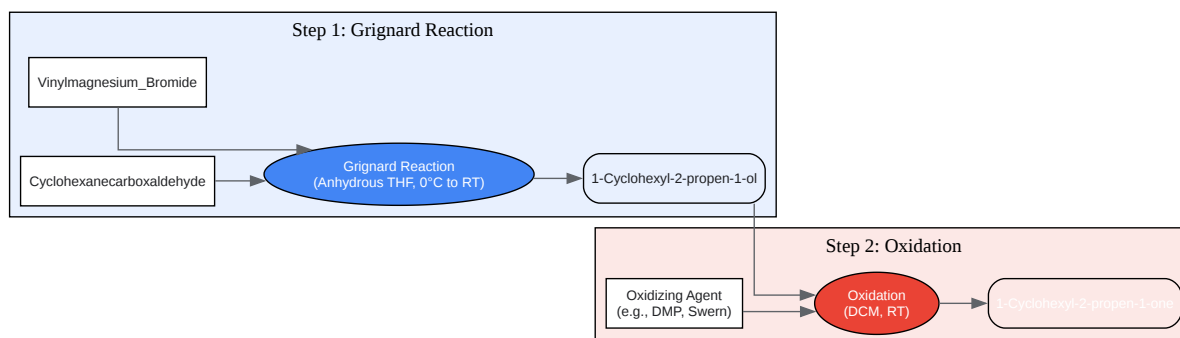 Step 1: Grignard Reaction
Vinylmagnesium_Bromide
Cyclohexanecarboxaldehyde
Grignard Reaction
(Anhydrous THF, 0°C to RT)
1-Cyclohexyl-2-propen-1-ol
Step 2: Oxidation
Oxidizing Agent
(e.g., DMP, Swern)
Oxidation
(DCM, RT)
1-Cyclohexyl-2-propen-1-one